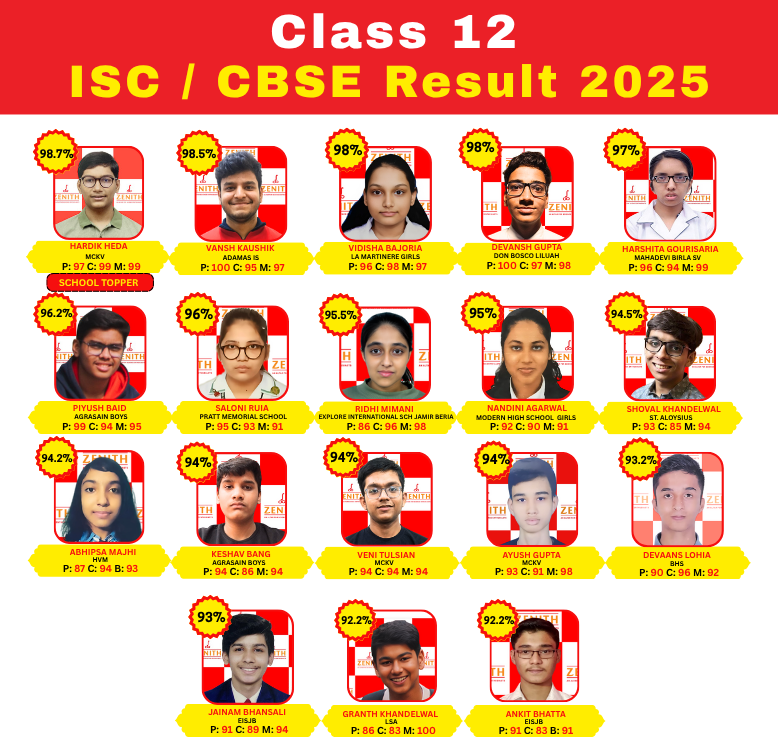 Class 12
ISC / CBSE Result 2025
98.7%
HARDIK HEDA
MCKV
P: 97 C: 99 M: 99
SCHOOL TOPPER
98.5%
VANSH KAUSHIK
ADAMAS IS
P: 100 C: 95 M: 97
98%
VIDISHA BAJORIA
LA MARTINERE GIRLS
P: 96 C: 98 M: 97
98%
DEVANSH GUPTA
DON BOSCO LILUAH
P: 100 C: 97 M: 98
97%
HARSHITA GOURISARIA
MAHADEVI BIRLA SV
P: 96 C: 94 M: 99
96.2%
PIYUSH BAID
AGRASAIN BOYS
P: 99 C: 94 M: 95
96%
SALONI RUIA
PRATT MEMORIAL SCHOOL
P: 95 C: 93 M: 91
95.5%
RIDHI MIMANI
EXPLORE INTERNATIONAL SCH JAMIR BERIA
P: 86 C: 96 M: 98
95%
NANDINI AGARWAL
MODERN HIGH SCHOOL GIRLS
P: 92 C: 90 M: 91
94.5%
SHOVAL KHANDELWAL
ST. ALOYSIUS
P: 93 C: 85 M: 94
94.2%
ABHIPSA MAJHI
HVM
P: 87 C: 94 B: 93
94%
KESHAV BANG
AGRASAIN BOYS
P: 94 C: 86 M: 94
94%
VENI TULSIAN
MCKV
P: 94 C: 94 M: 94
94%
AYUSH GUPTA
MCKV
P: 93 C: 91 M: 98
93.2%
DEVAANS LOHIA
BHS
P: 90 C: 96 M: 92
93%
JAINAM BHANSALI
EISJB
P: 91 C: 89 M: 94
92.2%
GRANTH KHANDELWAL
LSA
P: 86 C: 83 M: 100
92.2%
ANKIT BHATTA
EISJB
P: 91 C: 83 B: 91